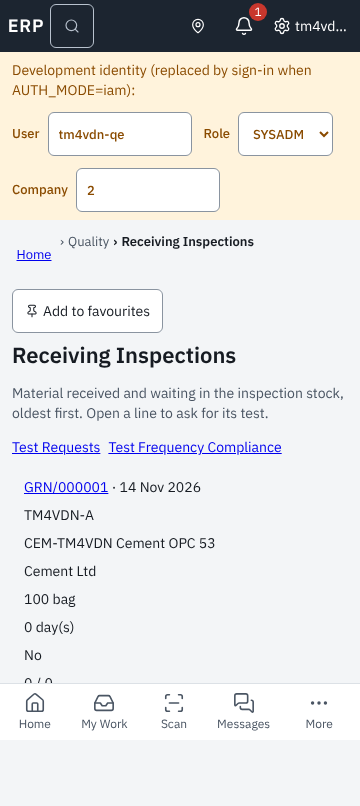 ERP
1
tm4vd...
Development identity (replaced by sign-in when
AUTH_MODE=iam):
User tm4vdn-qe Role SYSADM
Company 2
Home › Quality › Receiving Inspections
Add to favourites
Receiving Inspections
Material received and waiting in the inspection stock,
oldest first. Open a line to ask for its test.
Test Requests Test Frequency Compliance
GRN/000001 · 14 Nov 2026
TM4VDN-A
CEM-TM4VDN Cement OPC 53
Cement Ltd
100 bag
0 day(s)
No
0 / 0
Home My Work Scan Messages More